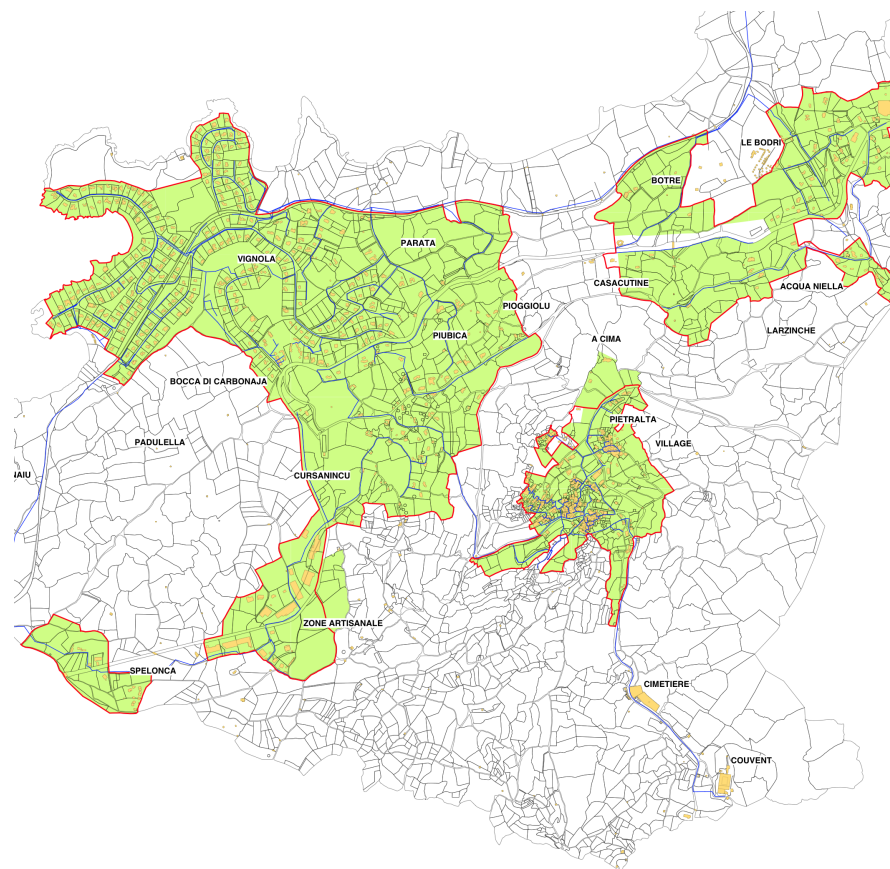 LE BODRI
BOTRE
PARATA
VIGNOLA
CASACUTINE
ACQUA NIELLA
PIOGGIOLU
LARZINCHE
PIUBICA
A CIMA
BOCCA DI CARBONAJA
PIETRALTA
PADULELLA
VILLAGE
NAIU
CURSANINCU
ZONE ARTISANALE
SPELONCA
CIMETIERE
COUVENT